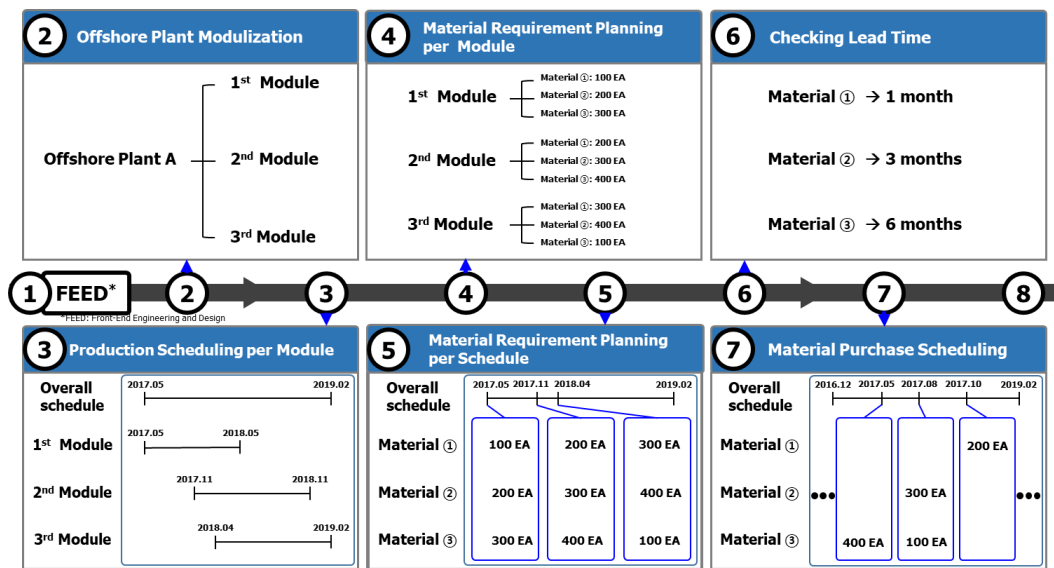 2 Offshore Plant Modulization
Offshore Plant A
1st Module
2nd Module
3rd Module
4 Material Requirement Planning
per Module
1st Module
Material ①: 100 EA
Material ②: 200 EA
Material ③: 300 EA
2nd Module
Material ①: 200 EA
Material ②: 300 EA
Material ③: 400 EA
3rd Module
Material ①: 300 EA
Material ②: 400 EA
Material ③: 100 EA
6 Checking Lead Time
Material ① → 1 month
Material ② → 3 months
Material ③ → 6 months
1 FEED* 2 3 4 5 6 7 8
*FEED: Front-End Engineering and Design
3 Production Scheduling per Module
Overall
schedule
2017.05 2019.02
1st Module
2017.05 2018.05
2nd Module
2017.11 2018.11
3rd Module
2018.04 2019.02
5 Material Requirement Planning
per Schedule
Overall
schedule
2017.05 2017.11 2018.04 2019.02
Material ① 100 EA 200 EA 300 EA
Material ② 200 EA 300 EA 400 EA
Material ③ 300 EA 400 EA 100 EA
7 Material Purchase Scheduling
Overall
schedule
2016.12 2017.05 2017.08 2017.10 2019.02
Material ① 200 EA
Material ② ••• 300 EA •••
Material ③ 400 EA 100 EA